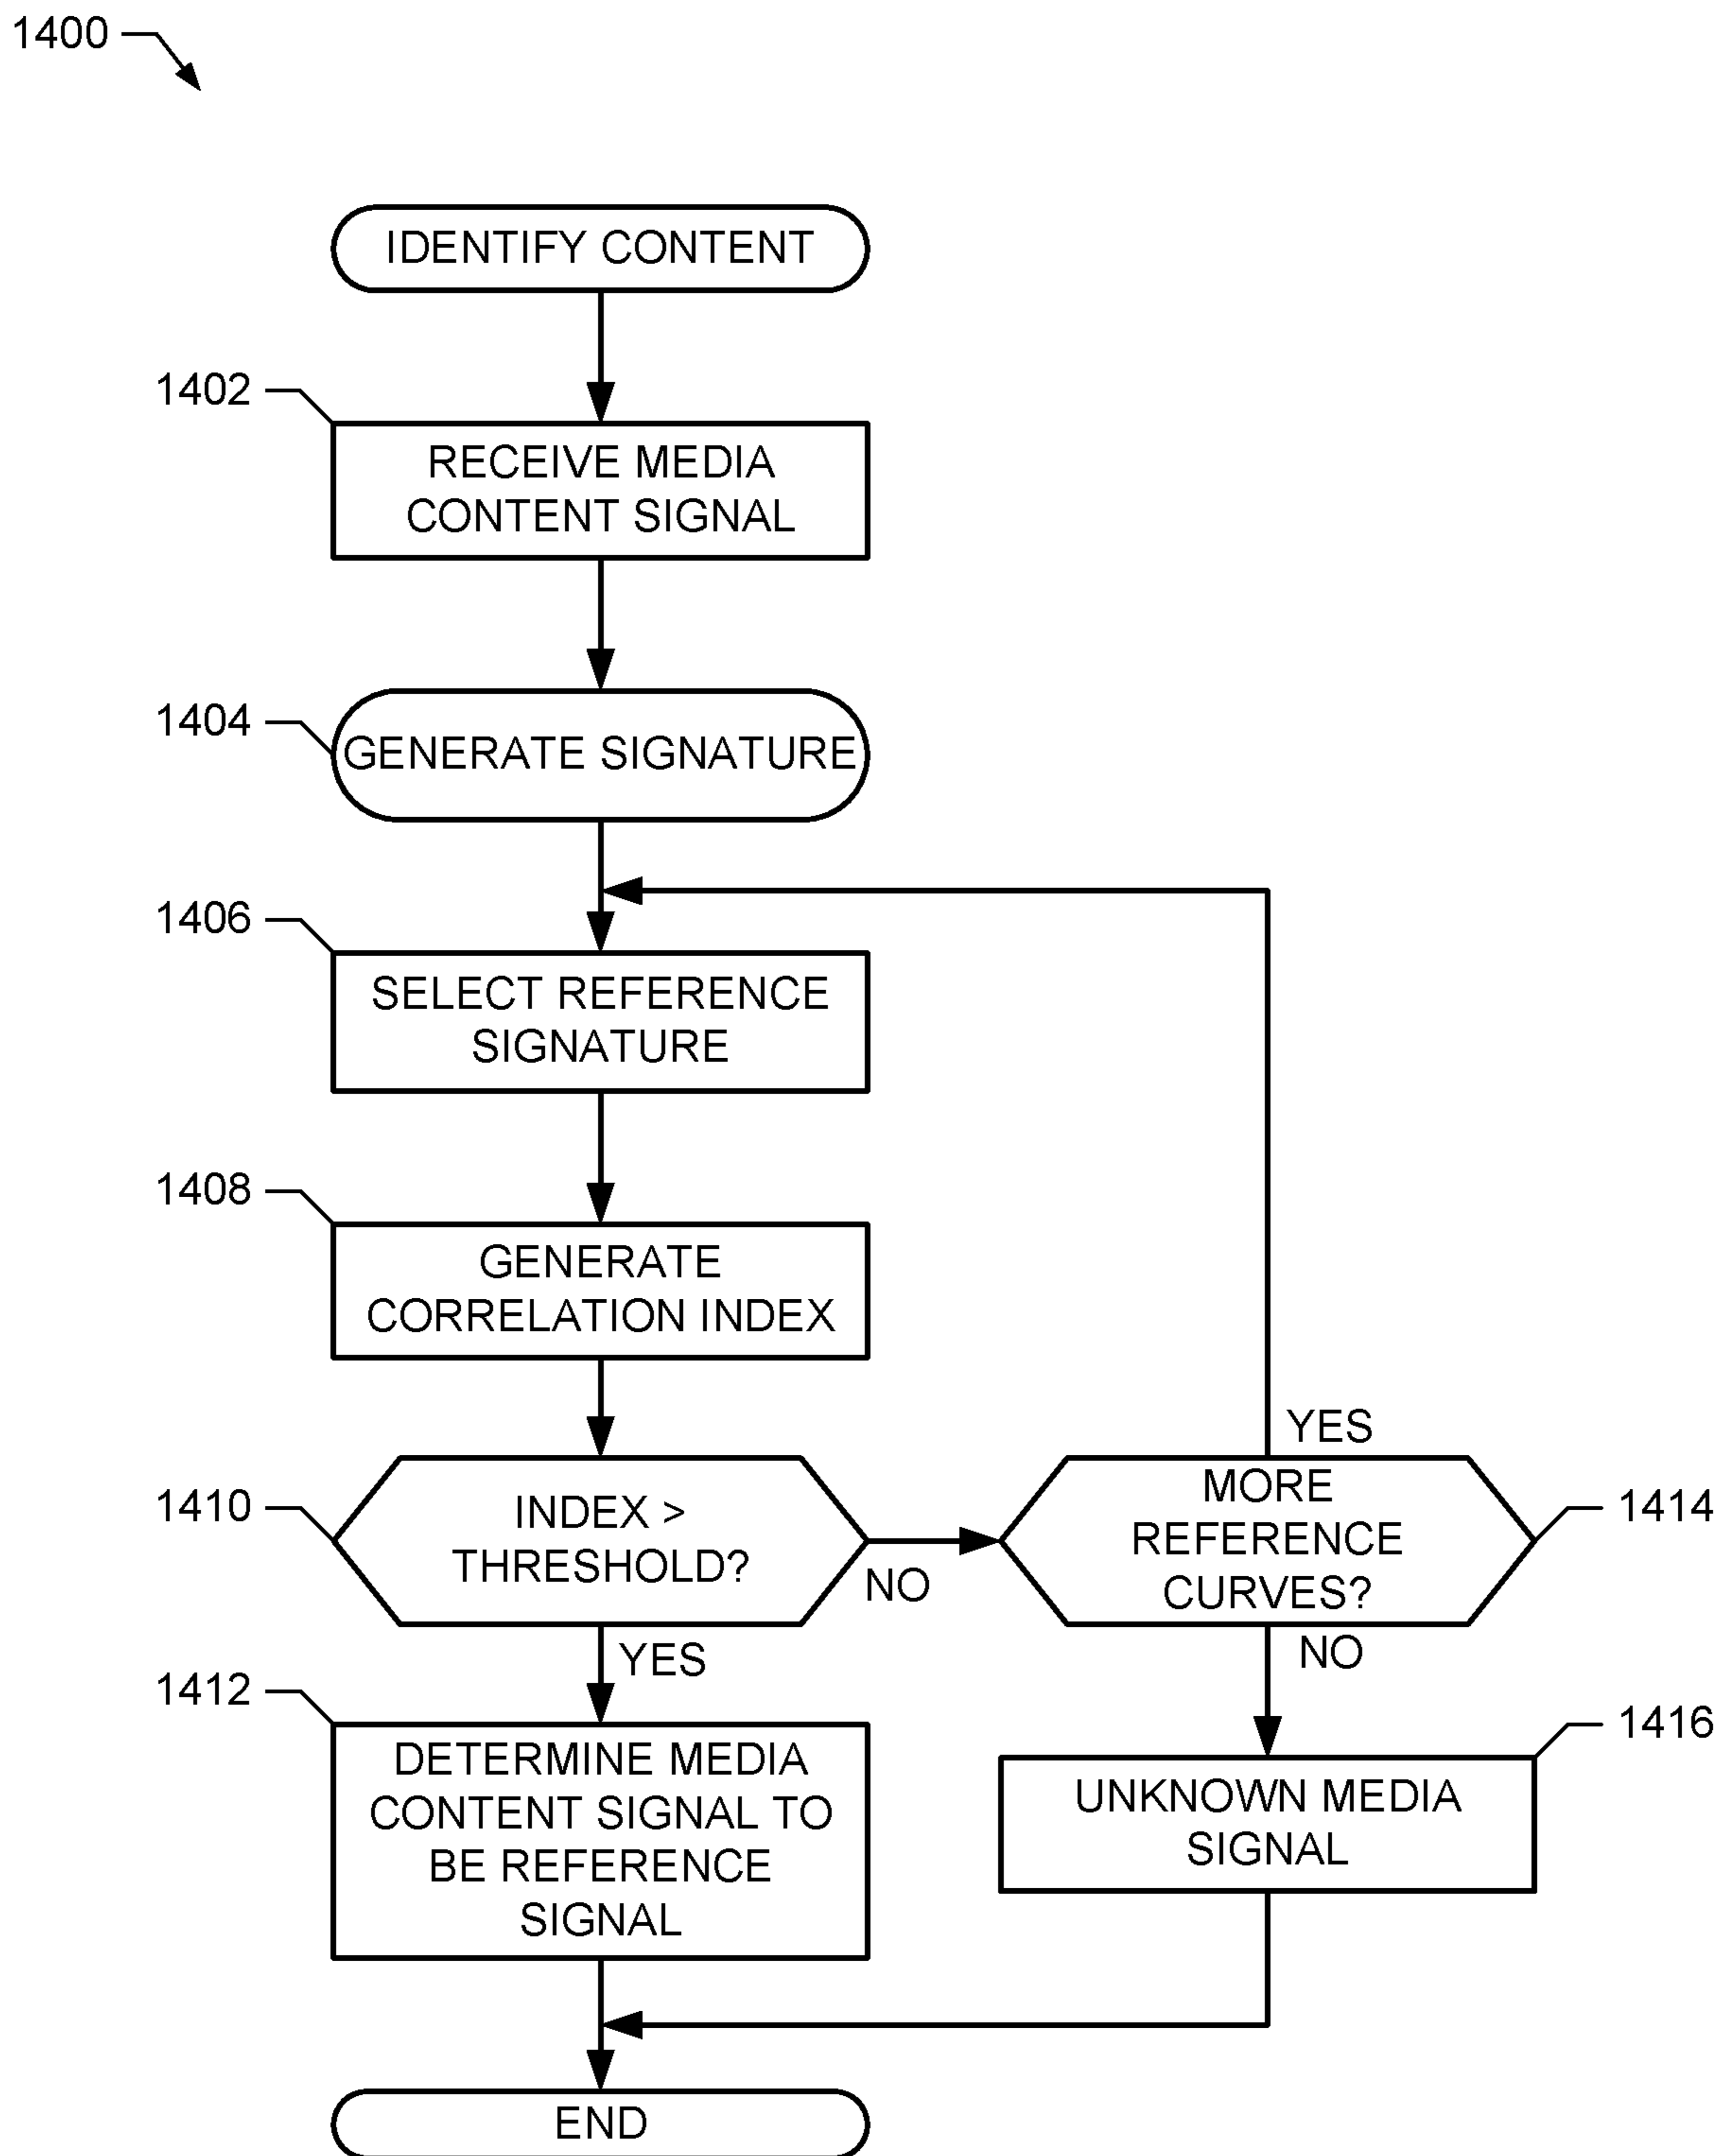 1400
IDENTIFY CONTENT
1402
RECEIVE MEDIA
CONTENT SIGNAL
1404
GENERATE SIGNATURE
1406
SELECT REFERENCE
SIGNATURE
1408
GENERATE
CORRELATION INDEX
1410
INDEX >
THRESHOLD?
NO
YES
1414
MORE
REFERENCE
CURVES?
YES
NO
1412
DETERMINE MEDIA
CONTENT SIGNAL TO
BE REFERENCE
SIGNAL
1416
UNKNOWN MEDIA
SIGNAL
END